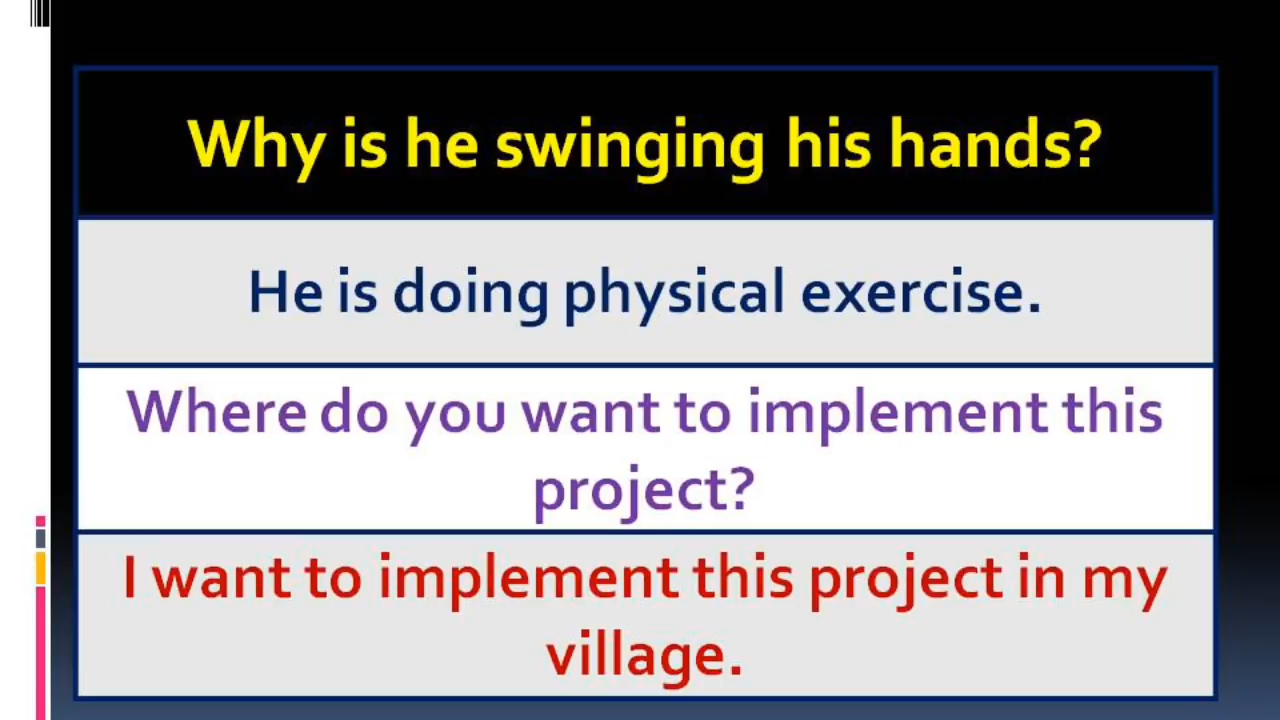 Why is he swinging his hands?
He is doing physical exercise.
Where do you want to implement this
project?
I want to implement this project in my
village.